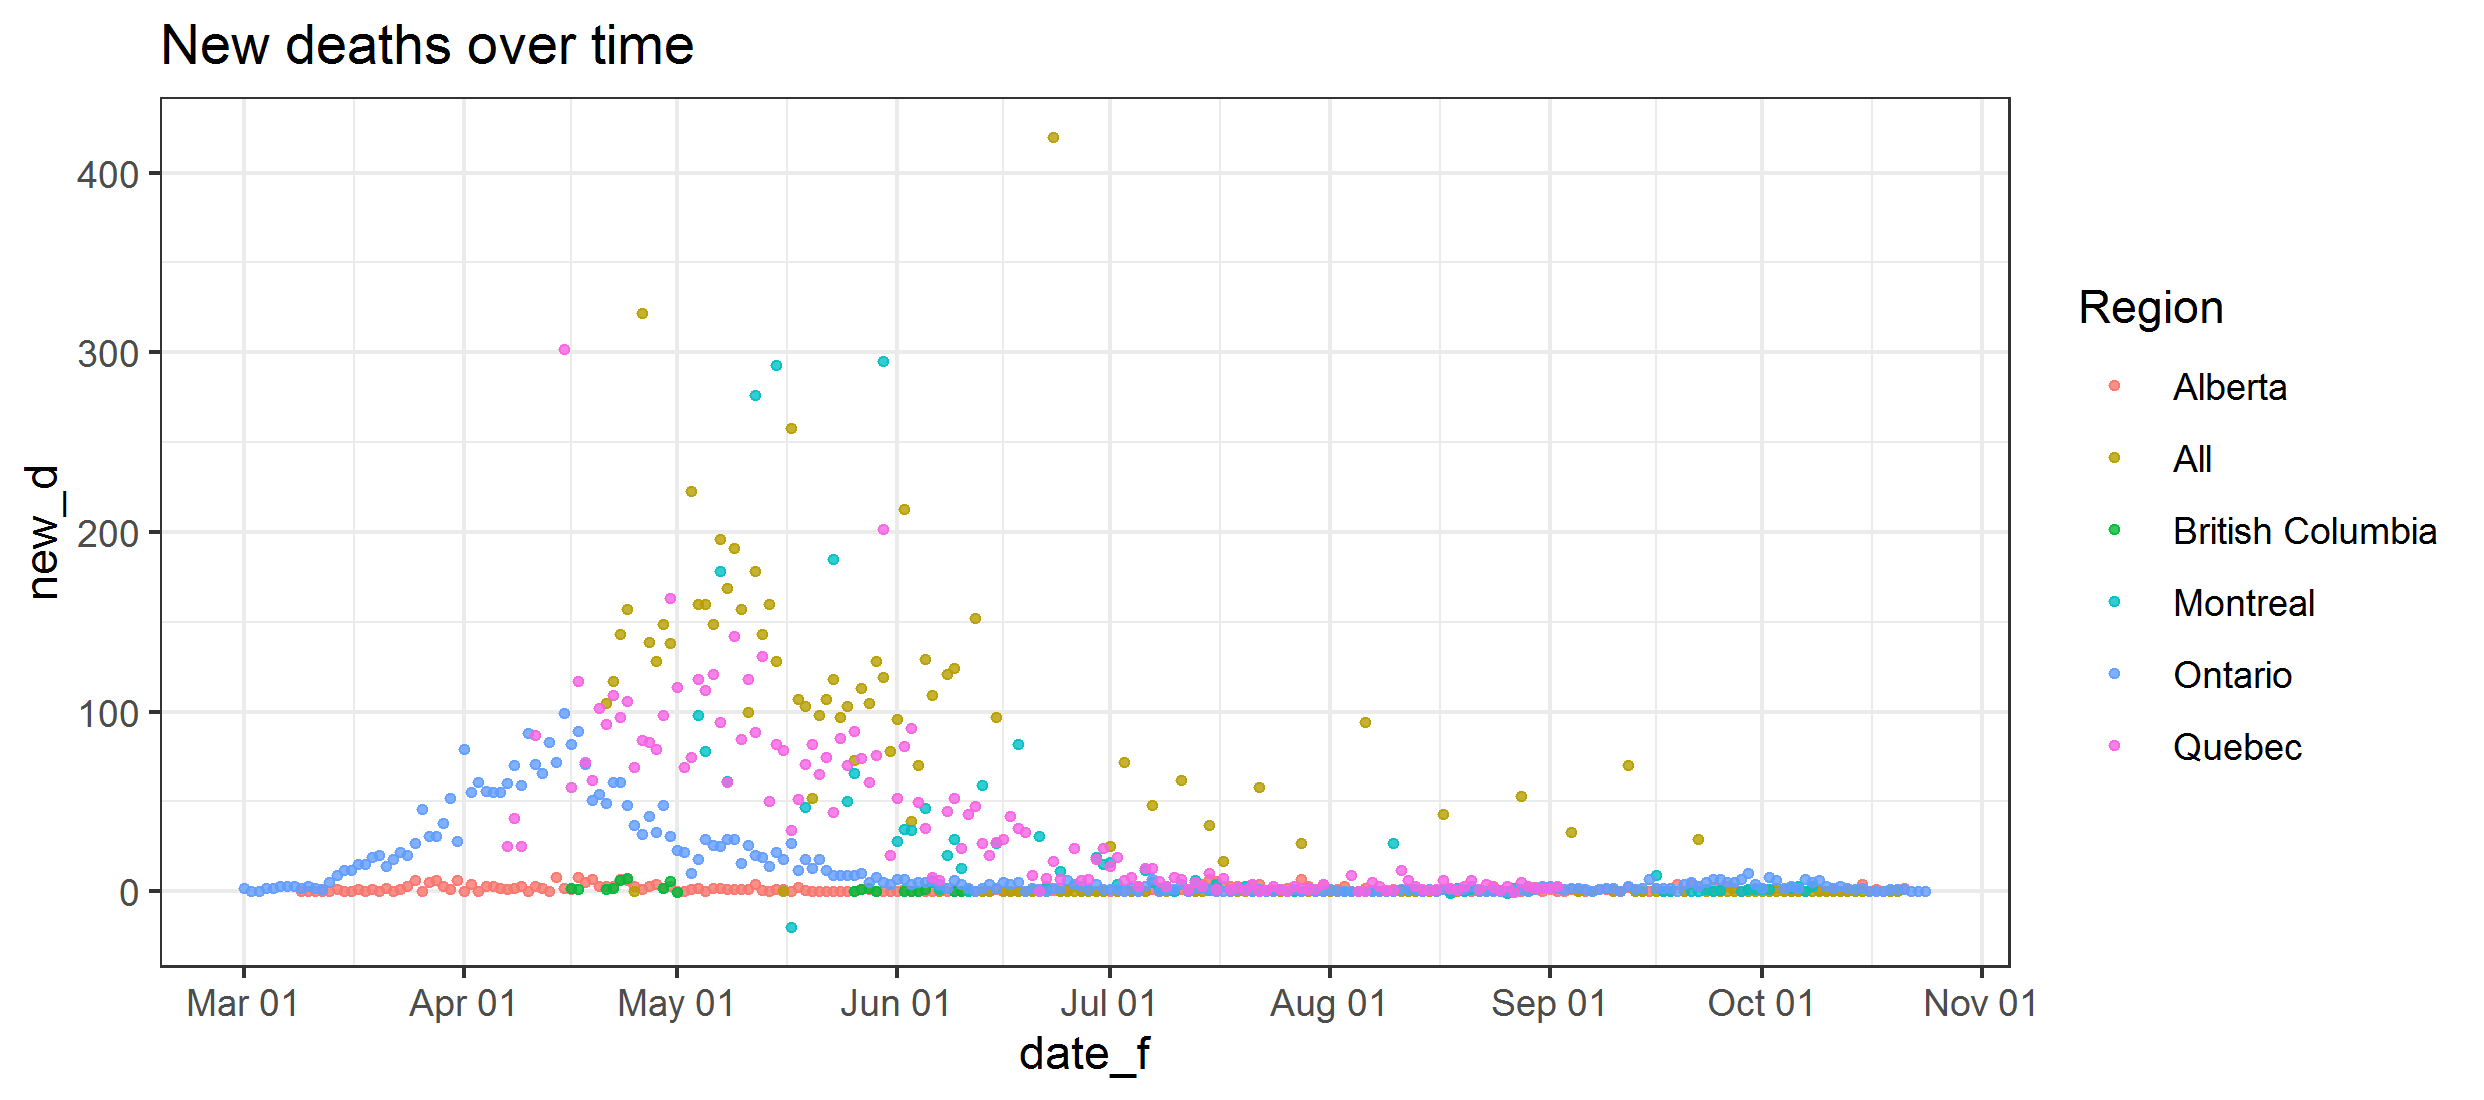 New deaths over time
400
300
200
100
0
new_d
Mar 01 Apr 01 May 01 Jun 01 Jul 01 Aug 01 Sep 01 Oct 01 Nov 01
date_f
Region
Alberta
All
British Columbia
Montreal
Ontario
Quebec